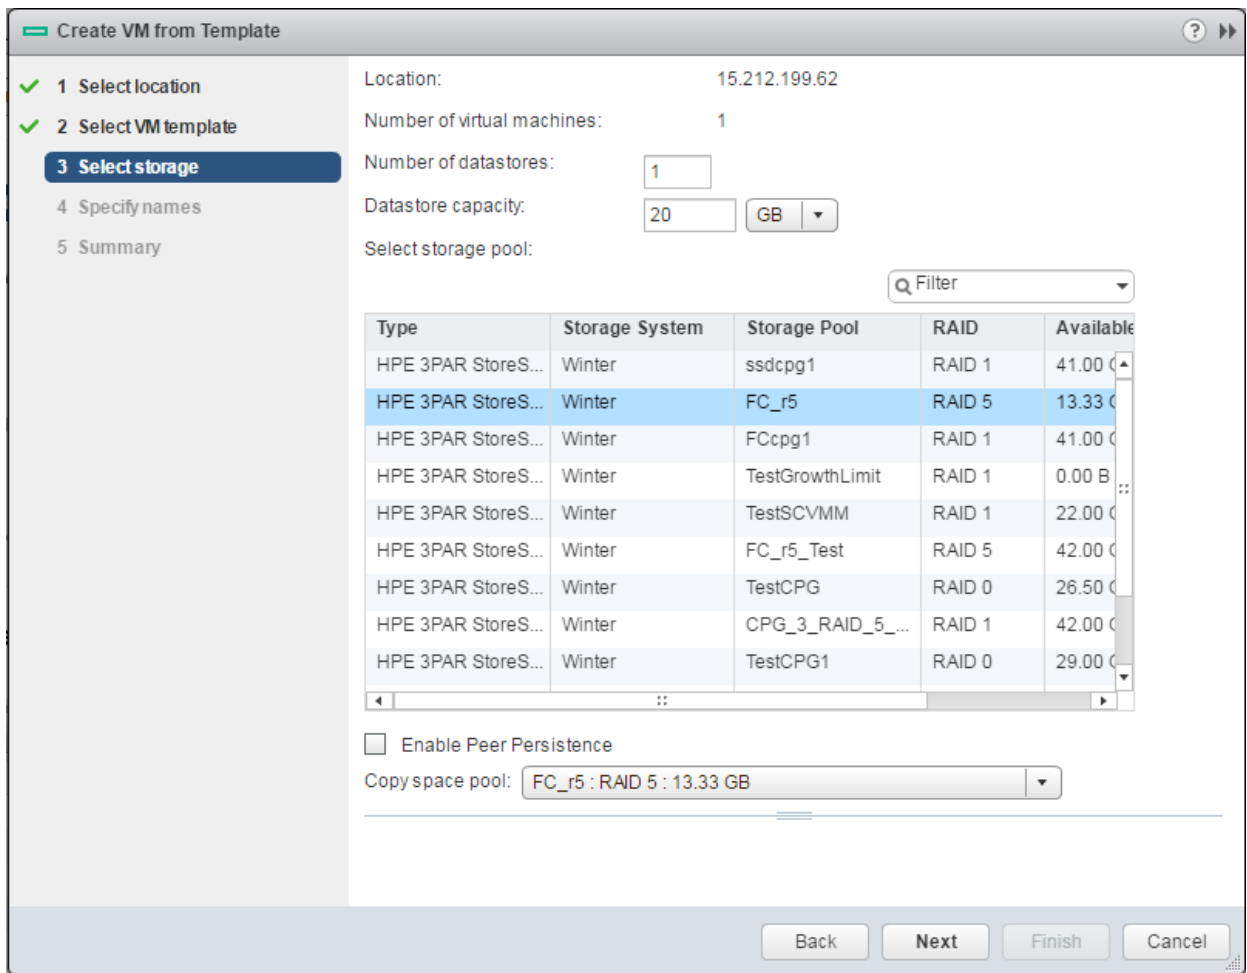 Create VM from Template
?
1 Select location
2 Select VM template
3 Select storage
4 Specify names
5 Summary
Location: 15.212.199.62
Number of virtual machines: 1
Number of datastores: 1
Datastore capacity: 20 GB
Select storage pool:
Filter
Type Storage System Storage Pool RAID Available
HPE 3PAR StoreS... Winter ssdcpg1 RAID 1 41.00
HPE 3PAR StoreS... Winter FC_r5 RAID 5 13.33
HPE 3PAR StoreS... Winter FCcpg1 RAID 1 41.00
HPE 3PAR StoreS... Winter TestGrowthLimit RAID 1 0.00 B
HPE 3PAR StoreS... Winter TestSCVMM RAID 1 22.00
HPE 3PAR StoreS... Winter FC_r5_Test RAID 5 42.00
HPE 3PAR StoreS... Winter TestCPG RAID 0 26.50
HPE 3PAR StoreS... Winter CPG_3_RAID_5_... RAID 1 42.00
HPE 3PAR StoreS... Winter TestCPG1 RAID 0 29.00
Enable Peer Persistence
Copy space pool: FC_r5 : RAID 5 : 13.33 GB
Back Next Finish Cancel